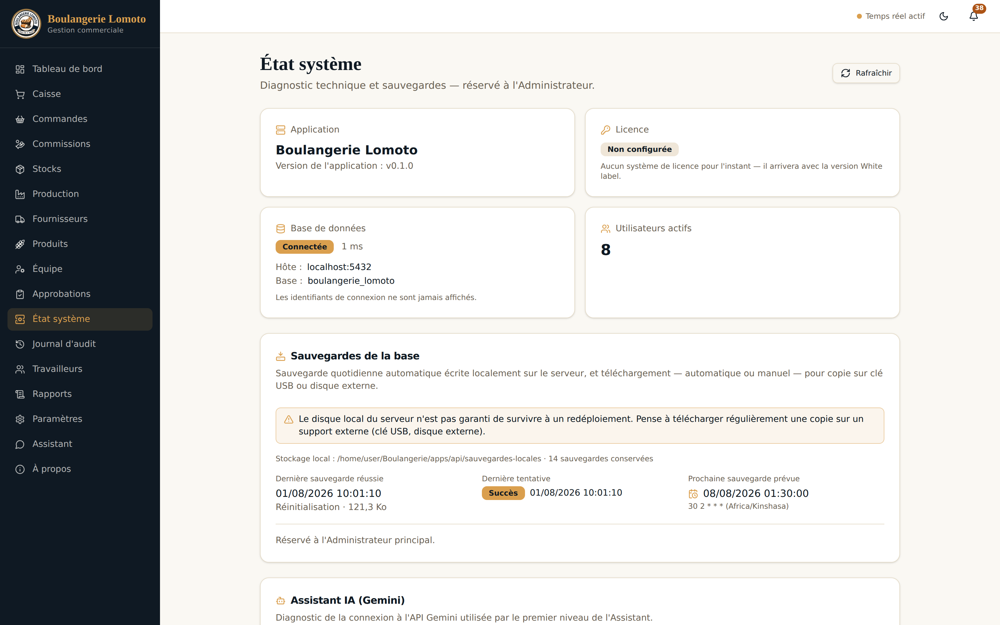 BOULANGERIE LOMOTO
Boulangerie Lomoto
Gestion commerciale
Temps réel actif
38
Tableau de bord
Caisse
Commandes
Commissions
Stocks
Production
Fournisseurs
Produits
Équipe
Approbations
État système
Journal d'audit
Travailleurs
Rapports
Paramètres
Assistant
À propos
État système
Diagnostic technique et sauvegardes — réservé à l'Administrateur.
Rafraîchir
Application
Boulangerie Lomoto
Version de l'application : v0.1.0
Licence
Non configurée
Aucun système de licence pour l'instant — il arrivera avec la version White
label.
Base de données
Connectée 1 ms
Hôte : localhost:5432
Base : boulangerie_lomoto
Les identifiants de connexion ne sont jamais affichés.
Utilisateurs actifs
8
Sauvegardes de la base
Sauvegarde quotidienne automatique écrite localement sur le serveur, et téléchargement — automatique ou manuel — pour copie sur clé
USB ou disque externe.
Le disque local du serveur n'est pas garanti de survivre à un redéploiement. Pense à télécharger régulièrement une copie sur un
support externe (clé USB, disque externe).
Stockage local : /home/user/Boulangerie/apps/api/sauvegardes-locales · 14 sauvegardes conservées
Dernière sauvegarde réussie
01/08/2026 10:01:10
Réinitialisation · 121,3 Ko
Dernière tentative
Succès 01/08/2026 10:01:10
Prochaine sauvegarde prévue
08/08/2026 01:30:00
30 2 * * * (Africa/Kinshasa)
Réservé à l'Administrateur principal.
Assistant IA (Gemini)
Diagnostic de la connexion à l'API Gemini utilisée par le premier niveau de l'Assistant.